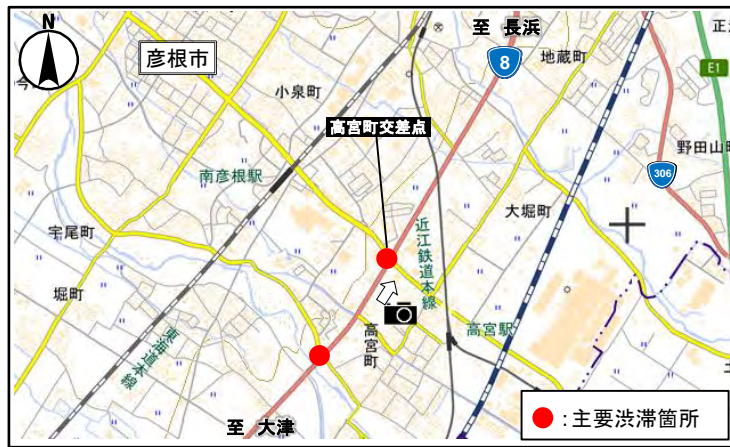 N
彦根市
至 長浜
8
地蔵町
E1
小泉町
高宮町交差点
野田山町
306
南彦根駅
大堀町
宇尾町
近江鉄道本線
堀町
高宮町
高宮駅
東海道本線
至 大津
：主要渋滞箇所